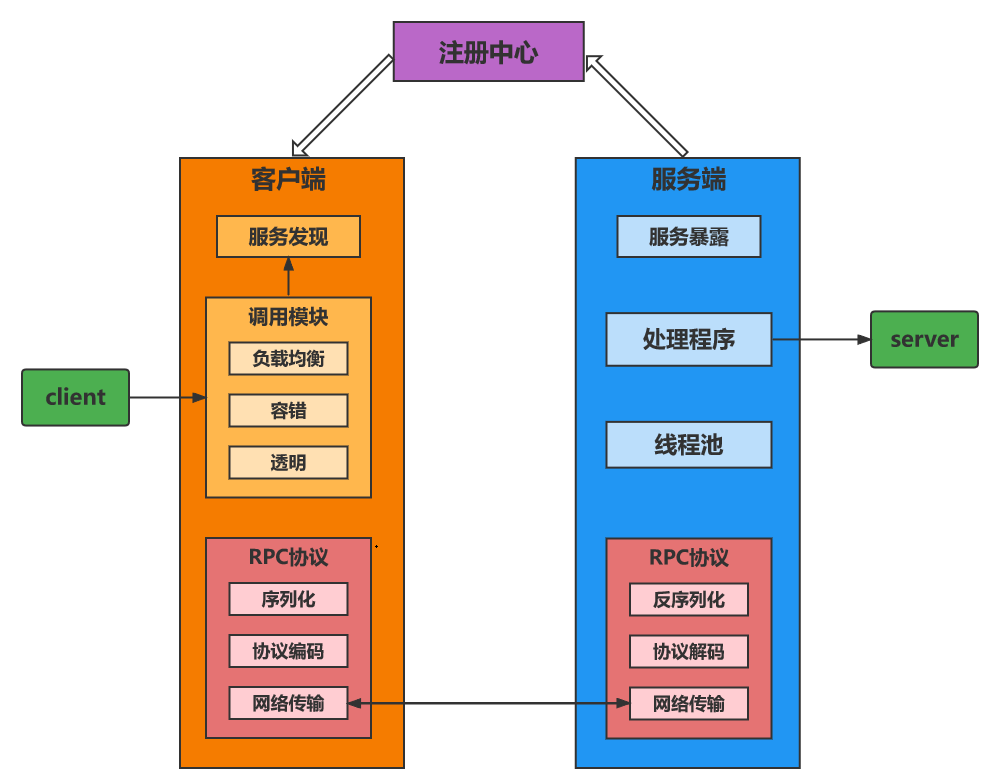 注册中心
客户端
服务发现
调用模块
负载均衡
容错
透明
RPC协议
序列化
协议编码
网络传输
client
服务端
服务暴露
处理程序
线程池
RPC协议
反序列化
协议解码
网络传输
server